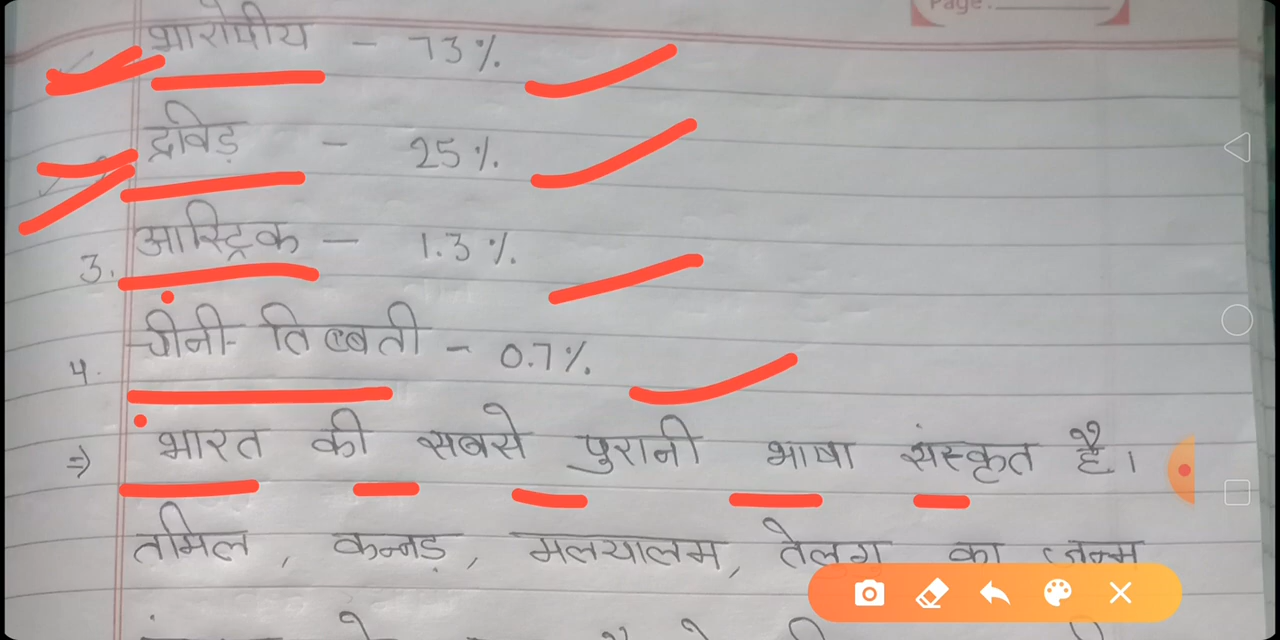 Page:
भारोपीय - 73%.
द्रविड़ - 25%.
3. आस्ट्रिक - 1.3%.
4. चीनी-तिब्बती - 0.7%.
⇒ भारत की सबसे पुरानी भाषा संस्कृत है।
तमिल, कन्नड़, मलयालम, तेलगु का जन्म